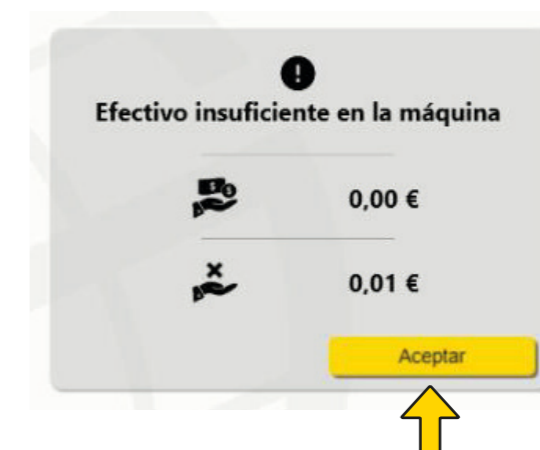 Efectivo insuficiente en la máquina
0,00 €
0,01 €
Aceptar